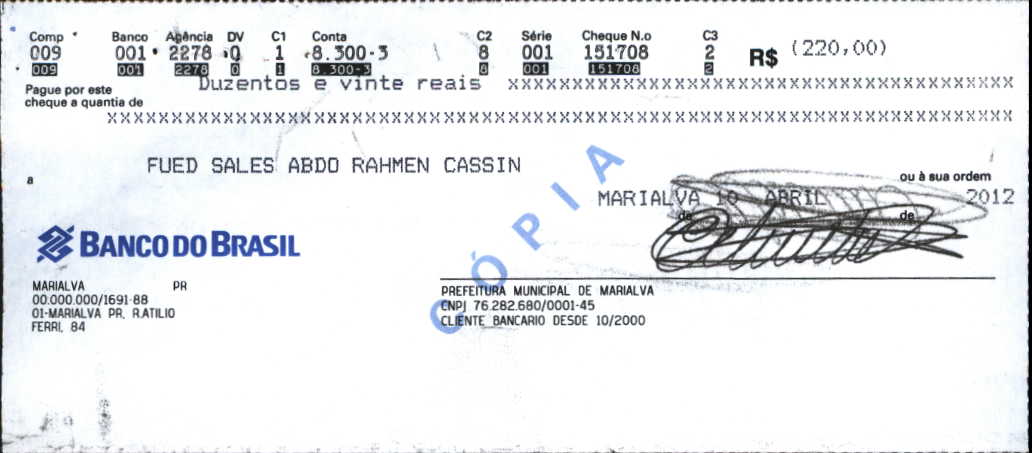 Comp Banco Agência DV C1 Conta C2 Série Cheque N.o C3
009 001 2278 0 1 8.300-3 8 001 151708 2 R$ (220,00)
009 001 2278 0 1 8.300-3 8 001 151708 2
Pague por este Duzentos e vinte reais XXXXXXXXXXXXXXXXXXXXXXXXXXXXXXXXXXXXXXXX
cheque a quantia de
XXXXXXXXXXXXXXXXXXXXXXXXXXXXXXXXXXXXXXXXXXXXXXXXXXXXXXXXXXXXXXXXXXXXXX
FUED SALES ABDO RAHMEN CASSIN
a ou à sua ordem
MARIALVA 10 ABRIL 2012
de de
CÓPIA
BANCO DO BRASIL
MARIALVA PR
00.000.000/1691-88
01-MARIALVA PR. R.ATILIO
FERRI, 84
PREFEITURA MUNICIPAL DE MARIALVA
CNPJ 76.282.680/0001-45
CLIENTE BANCARIO DESDE 10/2000